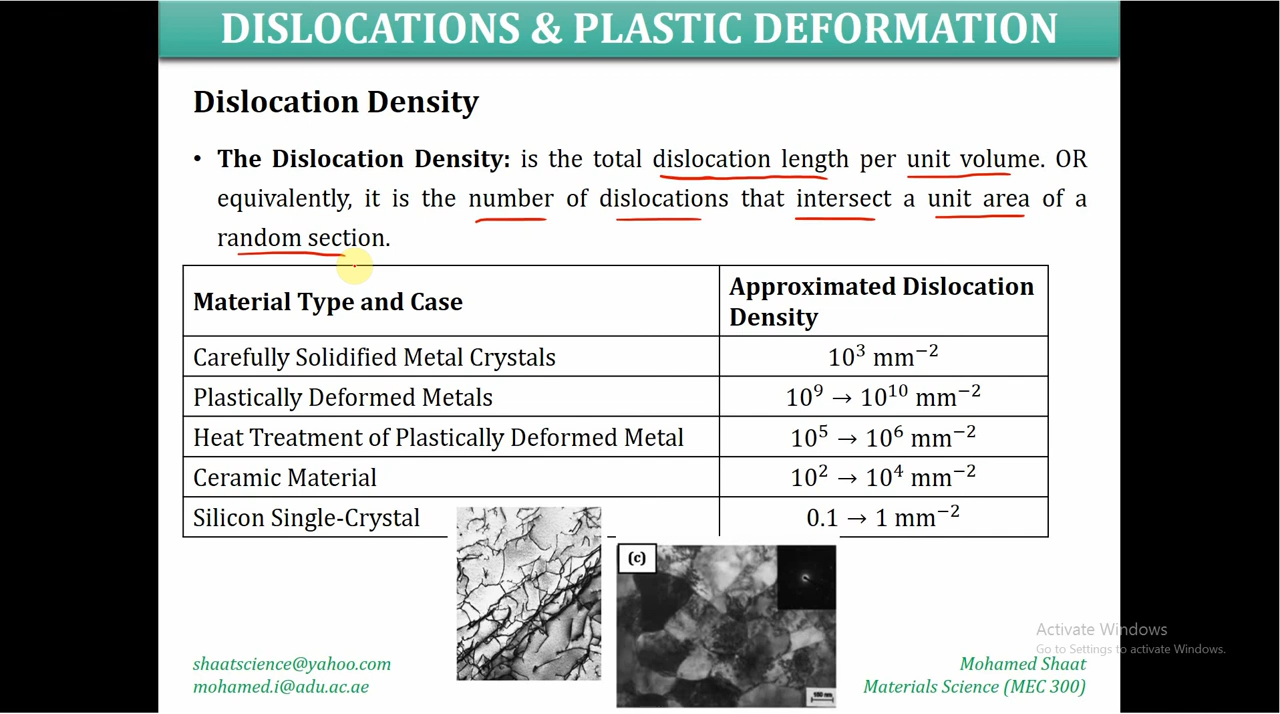 DISLOCATIONS & PLASTIC DEFORMATION
Dislocation Density
• The Dislocation Density: is the total dislocation length per unit volume. OR
equivalently, it is the number of dislocations that intersect a unit area of a
random section.
Material Type and Case
Approximated Dislocation
Density
Carefully Solidified Metal Crystals
10³ mm⁻²
Plastically Deformed Metals
10⁹ → 10¹⁰ mm⁻²
Heat Treatment of Plastically Deformed Metal
10⁵ → 10⁶ mm⁻²
Ceramic Material
10² → 10⁴ mm⁻²
Silicon Single-Crystal
0.1 → 1 mm⁻²
(c)
Activate Windows
Go to Settings to activate Windows.
shaatscience@yahoo.com
mohamed.i@adu.ac.ae
Mohamed Shaat
Materials Science (MEC 300)